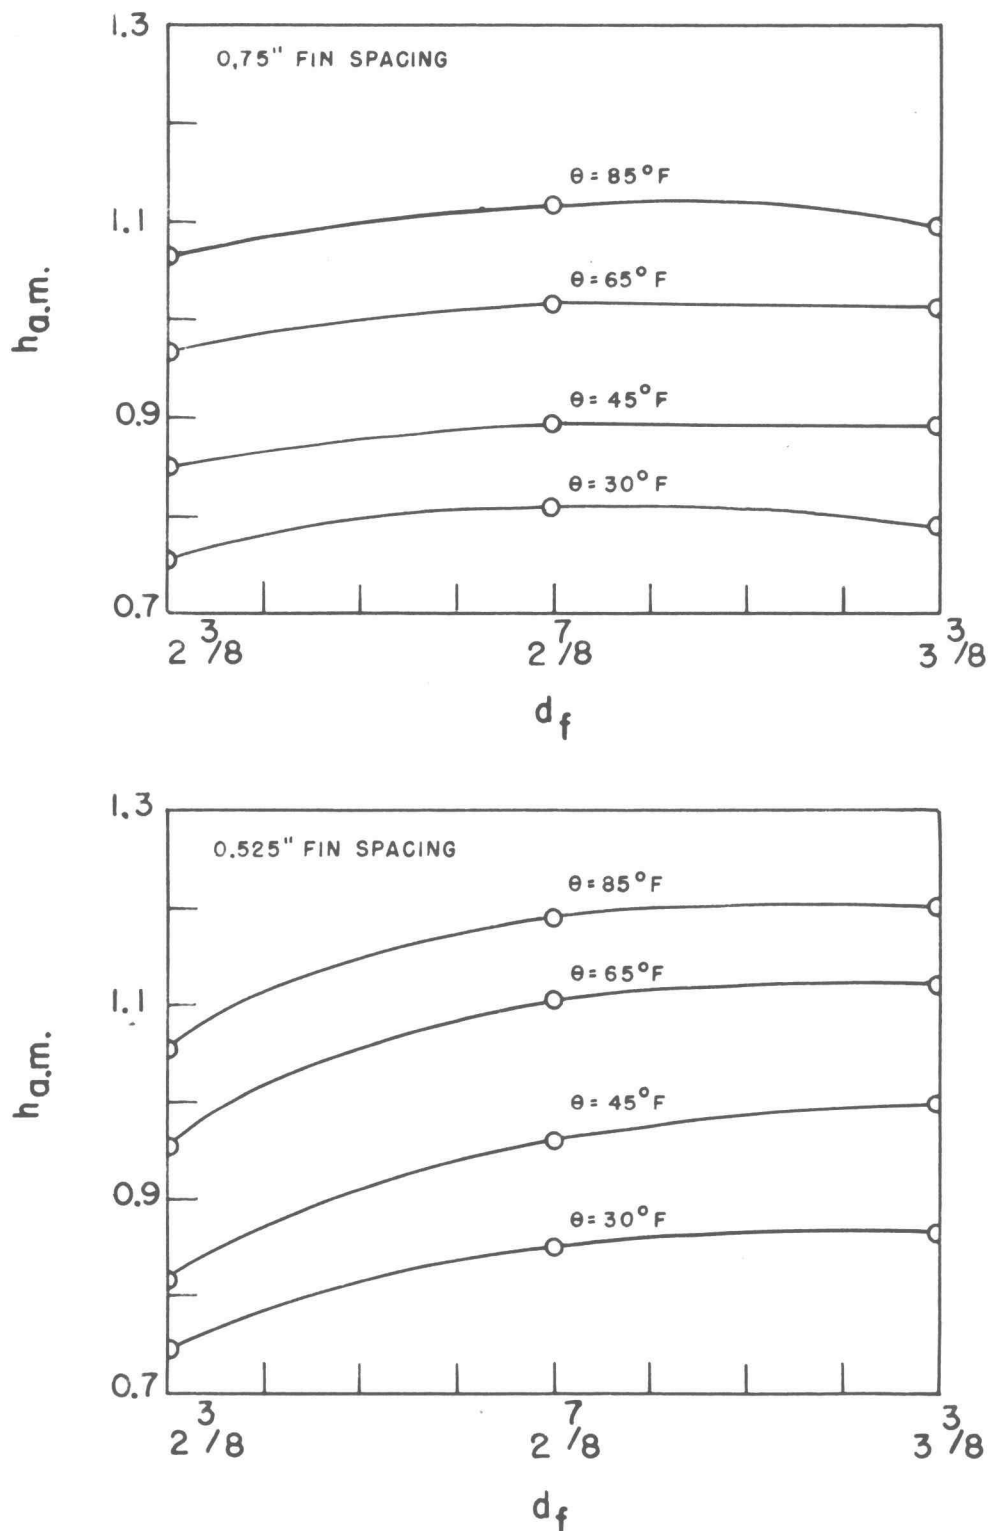 1.3
0,75" FIN SPACING
θ= 85°F
1.1
θ= 65°F
h a.m.
0.9
θ= 45°F
θ= 30°F
0.7
2 3/8
2 7/8
3 3/8
d f
1.3
0.525" FIN SPACING
θ= 85°F
θ= 65°F
1.1
h a.m.
θ= 45°F
0.9
θ= 30°F
0.7
2 3/8
2 7/8
3 3/8
d f